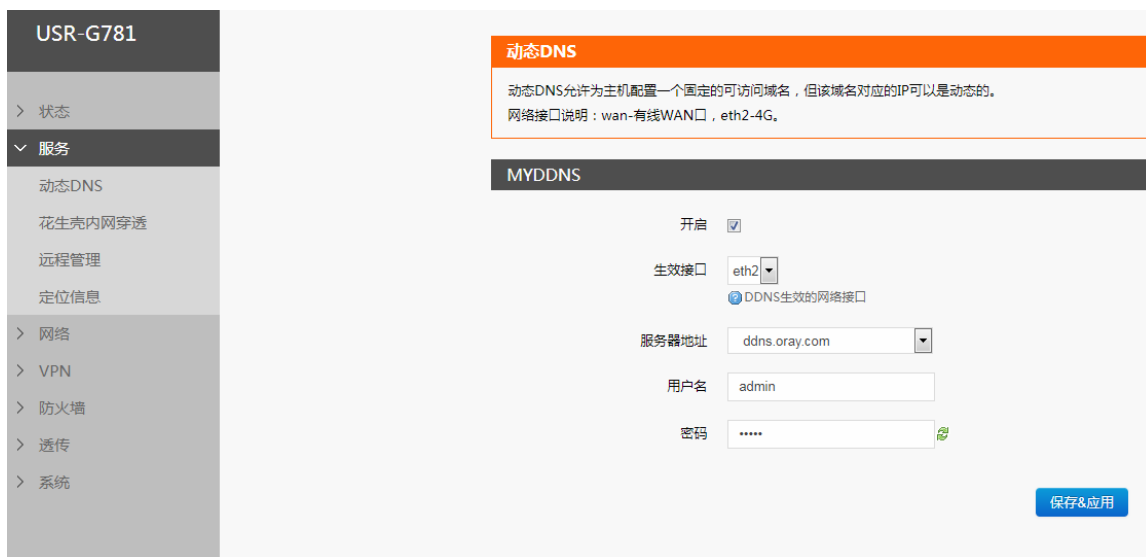 USR-G781
状态
服务
动态DNS
花生壳内网穿透
远程管理
定位信息
网络
VPN
防火墙
透传
系统
动态DNS
动态DNS允许为主机配置一个固定的可访问域名，但该域名对应的IP可以是动态的。
网络接口说明：wan-有线WAN口，eth2-4G。
MYDDNS
开启
生效接口 eth2
DDNS生效的网络接口
服务器地址 ddns.oray.com
用户名 admin
密码 •••••
保存&应用